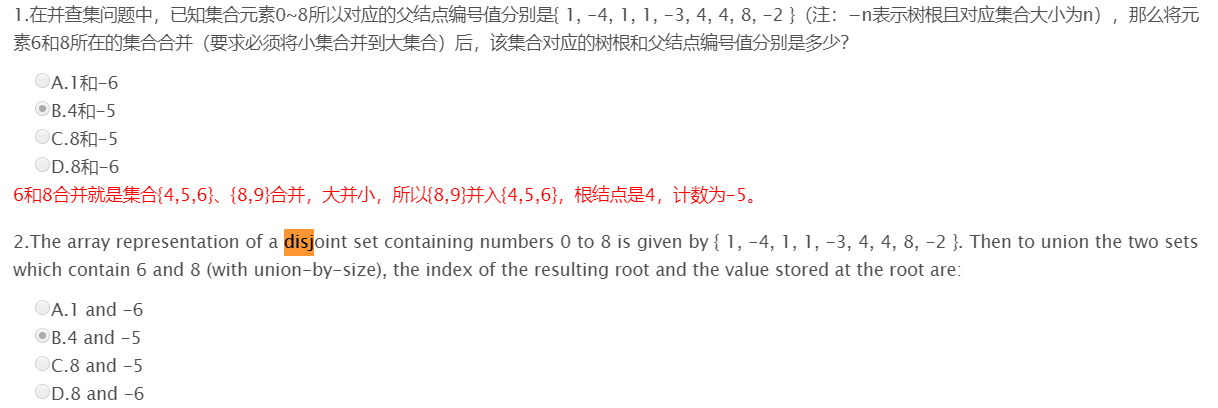 1.在并查集问题中，已知集合元素0~8所以对应的父结点编号值分别是{ 1, -4, 1, 1, -3, 4, 4, 8, -2 }（注：-n表示树根且对应集合大小为n），那么将元
素6和8所在的集合合并（要求必须将小集合并到大集合）后，该集合对应的树根和父结点编号值分别是多少？
A.1和-6
B.4和-5
C.8和-5
D.8和-6
6和8合并就是集合{4,5,6}、{8,9}合并，大并小，所以{8,9}并入{4,5,6}，根结点是4，计数为-5。
2.The array representation of a disjoint set containing numbers 0 to 8 is given by { 1, -4, 1, 1, -3, 4, 4, 8, -2 }. Then to union the two sets
which contain 6 and 8 (with union-by-size), the index of the resulting root and the value stored at the root are:
A.1 and -6
B.4 and -5
C.8 and -5
D.8 and -6